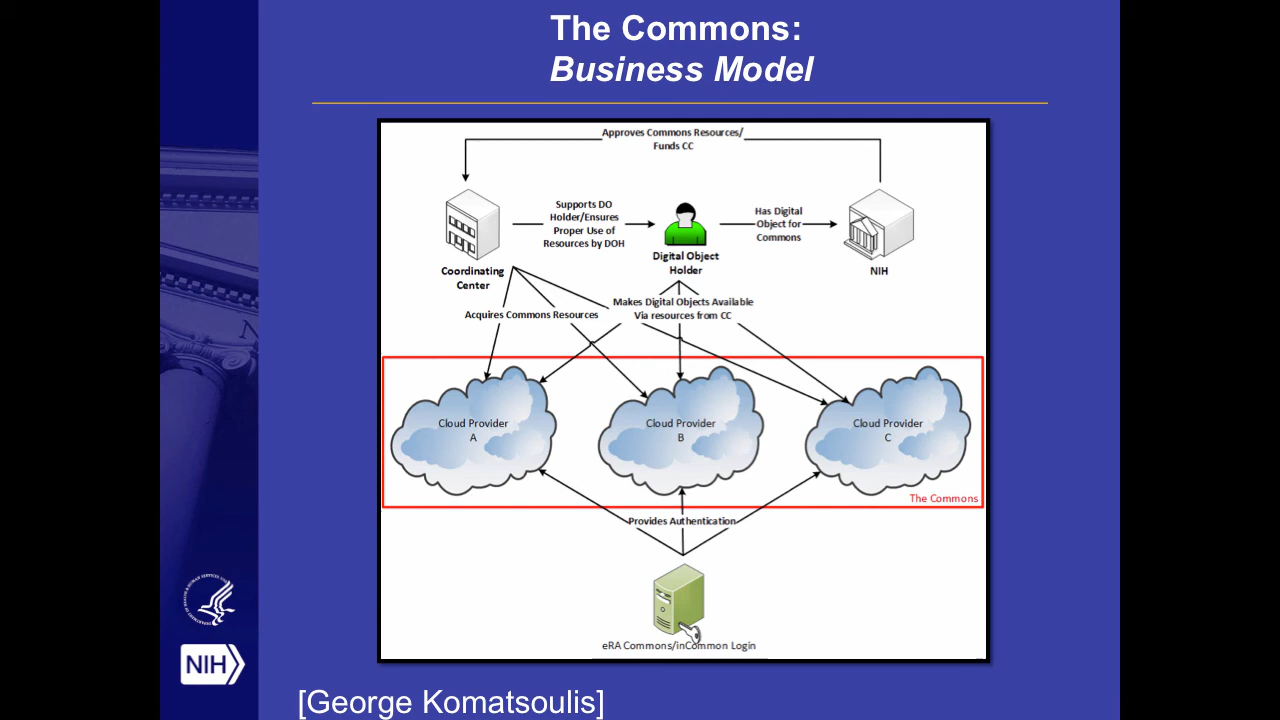 The Commons:
Business Model
Approves Commons Resources/
Funds CC
Supports DO
Holder/Ensures
Proper Use of
Resources by DOH
Has Digital
Object for
Commons
Coordinating
Center
Digital Object
Holder
NIH
Acquires Commons Resources
Makes Digital Objects Available
Via resources from CC
Cloud Provider
A
Cloud Provider
B
Cloud Provider
C
The Commons
Provides Authentication
eRA Commons/inCommon Login
NIH
[George Komatsoulis]